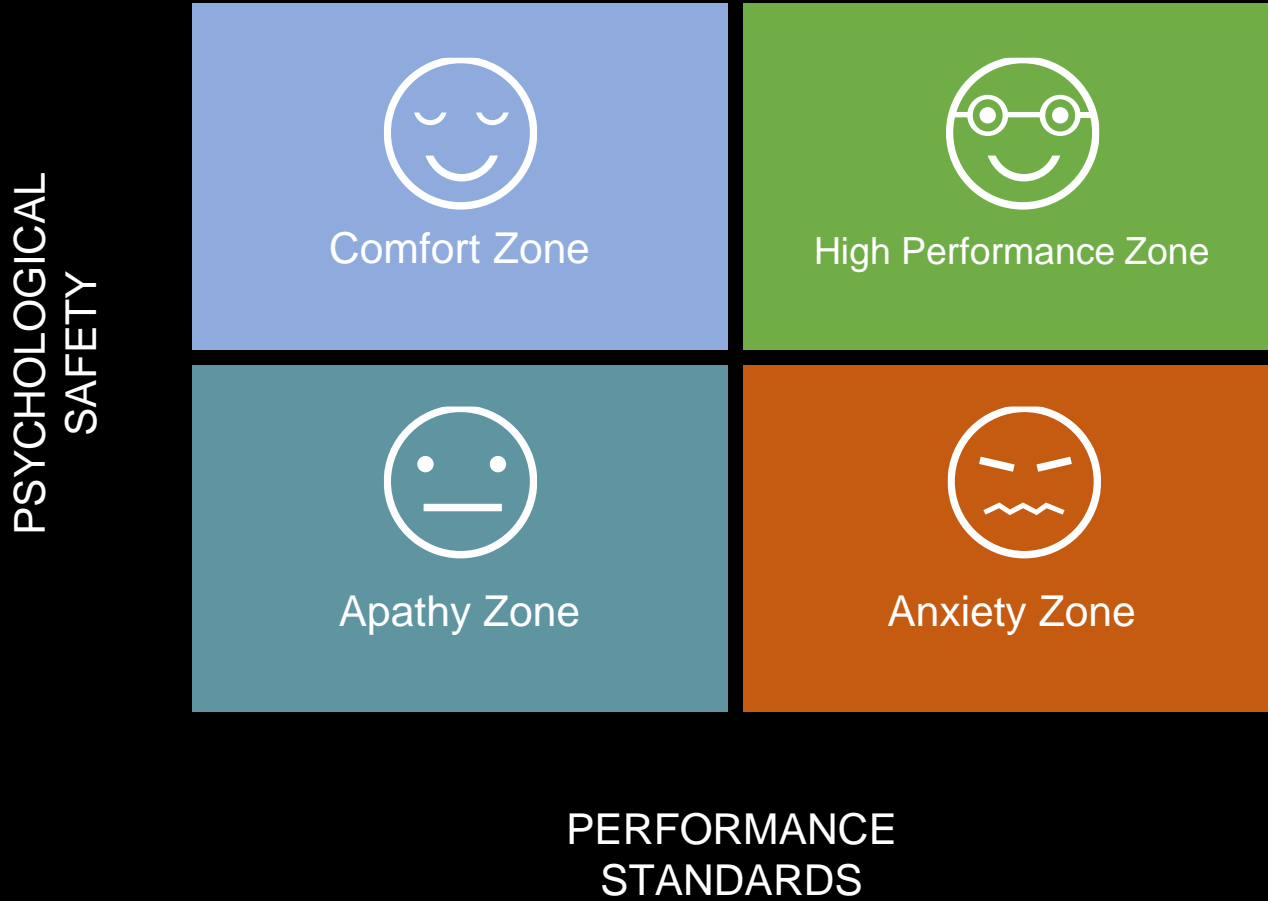 PSYCHOLOGICAL
SAFETY
Comfort Zone
High Performance Zone
Apathy Zone
Anxiety Zone
PERFORMANCE
STANDARDS